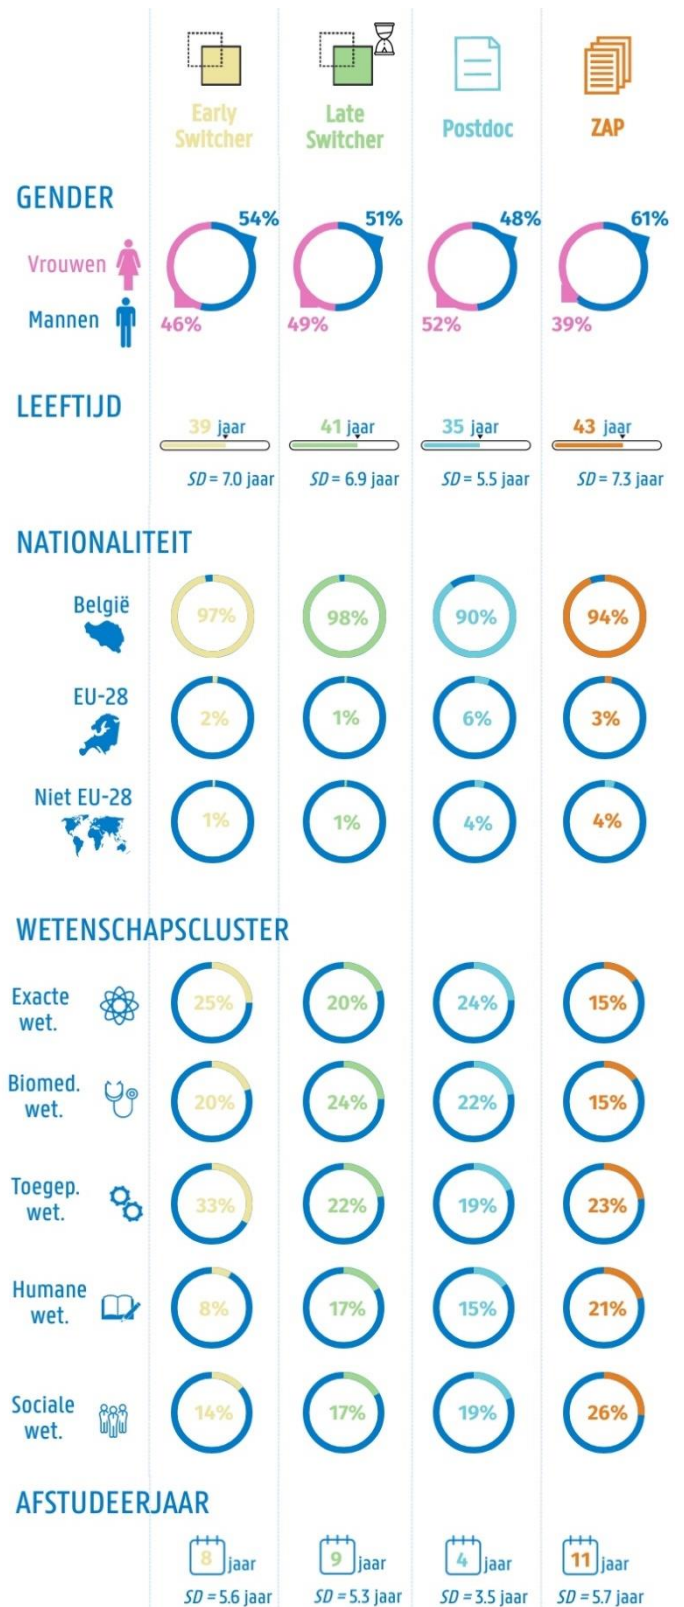 Early
Switcher
Late
Switcher
Postdoc
ZAP
GENDER
54%
51%
48%
61%
Vrouwen
Mannen
46%
49%
52%
39%
LEEFTIJD
39 jaar
41 jaar
35 jaar
43 jaar
SD = 7.0 jaar
SD = 6.9 jaar
SD = 5.5 jaar
SD = 7.3 jaar
NATIONALITEIT
België
97%
98%
90%
94%
EU-28
2%
1%
6%
3%
Niet EU-28
1%
1%
4%
4%
WETENSCHAPSCLUSTER
Exacte
wet.
25%
20%
24%
15%
Biomed.
wet.
20%
24%
22%
15%
Toegep.
wet.
33%
22%
19%
23%
Humane
wet.
8%
17%
15%
21%
Sociale
wet.
14%
17%
19%
26%
AFSTUDEERJAAR
8 jaar
9 jaar
4 jaar
11 jaar
SD = 5.6 jaar
SD = 5.3 jaar
SD = 3.5 jaar
SD = 5.7 jaar